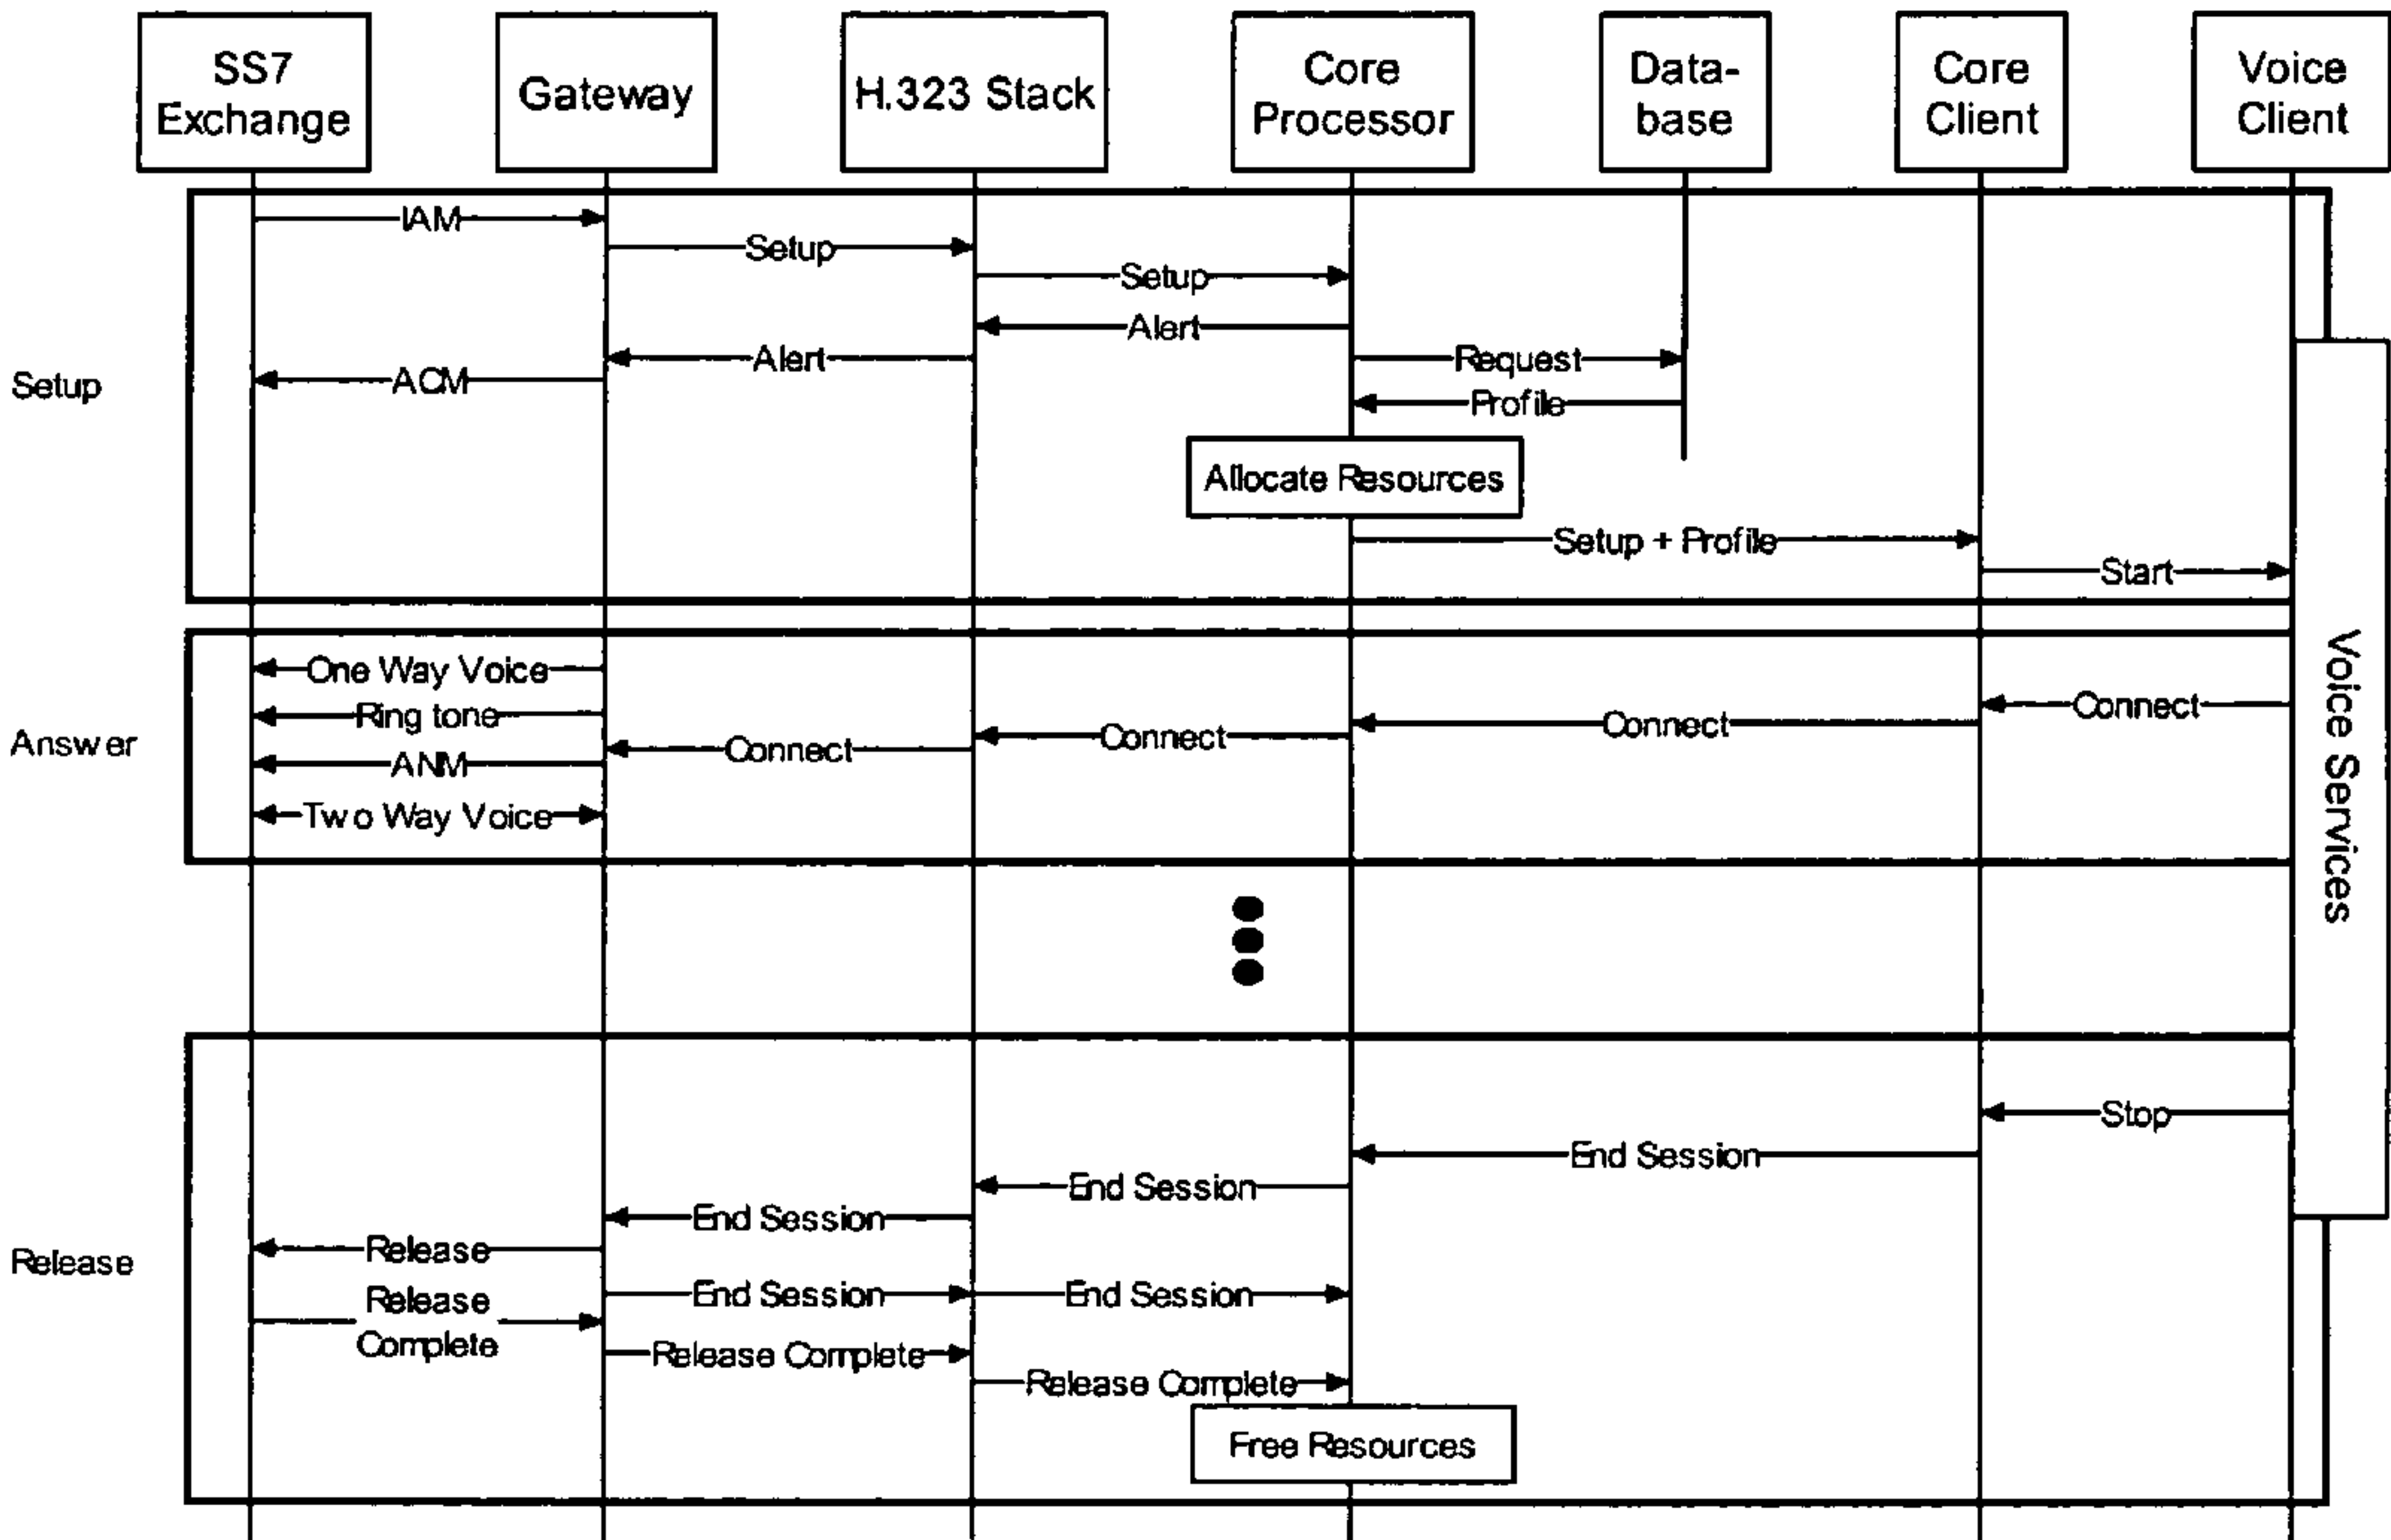 SS7
Exchange
Gateway
H.323 Stack
Core
Processor
Data-
base
Core
Client
Voice
Client
IAM
Setup
Setup
Alert
Alert
Request
ACM
Setup
Profile
Allocate Resources
Setup + Profile
Start
Voice Services
One Way Voice
Connect
Ring tone
Connect
Connect
Answer
Connect
ANM
Two Way Voice
Stop
End Session
End Session
End Session
Release
Release
End Session
End Session
Release
Complete
Release Complete
Release Complete
Free Resources